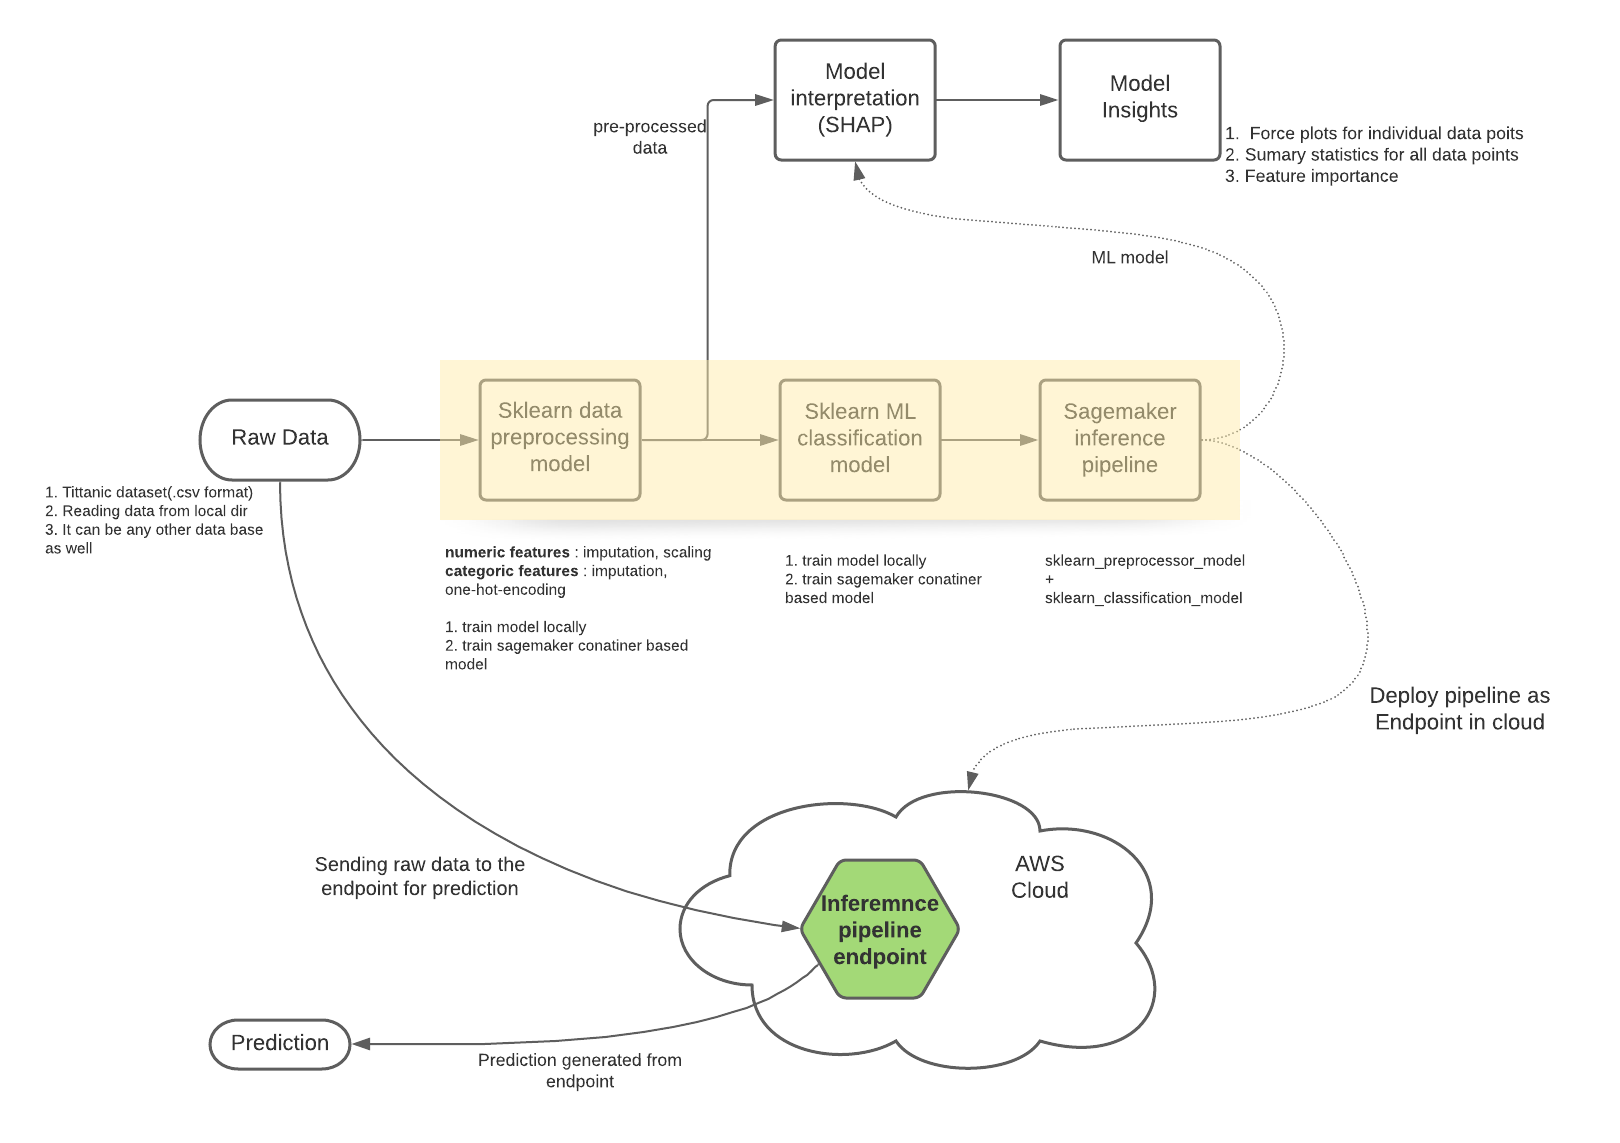 Model
interpretation
(SHAP)
Model
Insights
pre-processed
data
1.  Force plots for individual data poits
2. Sumary statistics for all data points
3. Feature importance
ML model
Raw Data
Sklearn data
preprocessing
model
Sklearn ML
classification
model
Sagemaker
inference
pipeline
1. Tittanic dataset(.csv format)
2. Reading data from local dir
3. It can be any other data base
as well
numeric features : imputation, scaling
categoric features : imputation,
one-hot-encoding
1. train model locally
2. train sagemaker conatiner based
model
1. train model locally
2. train sagemaker conatiner
based model
sklearn_preprocessor_model
+
sklearn_classification_model
Deploy pipeline as
Endpoint in cloud
Sending raw data to the
endpoint for prediction
AWS
Cloud
Inferemnce
pipeline
endpoint
Prediction
Prediction generated from
endpoint